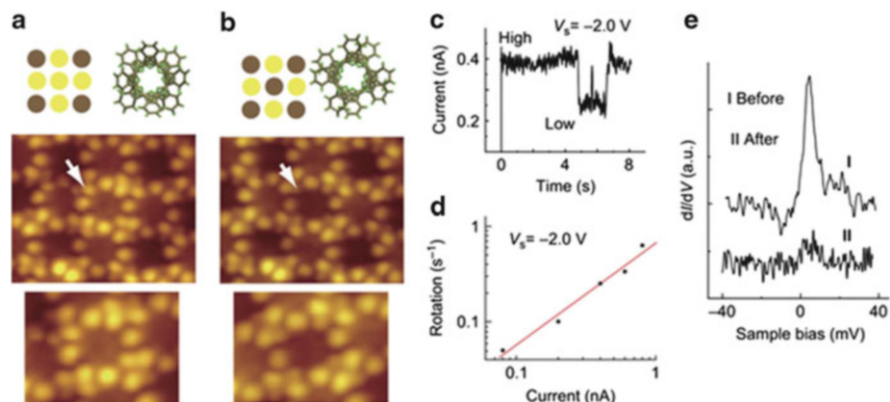 a
b
c
Vs= –2.0 V
High
0.4
0.2
Low
Current (nA)
0
4
8
Time (s)
d
Vs= –2.0 V
1
0.1
Rotation (s⁻¹)
0.1
1
Current (nA)
e
I Before
II After
I
II
dI/dV (a.u.)
–40
0
40
Sample bias (mV)